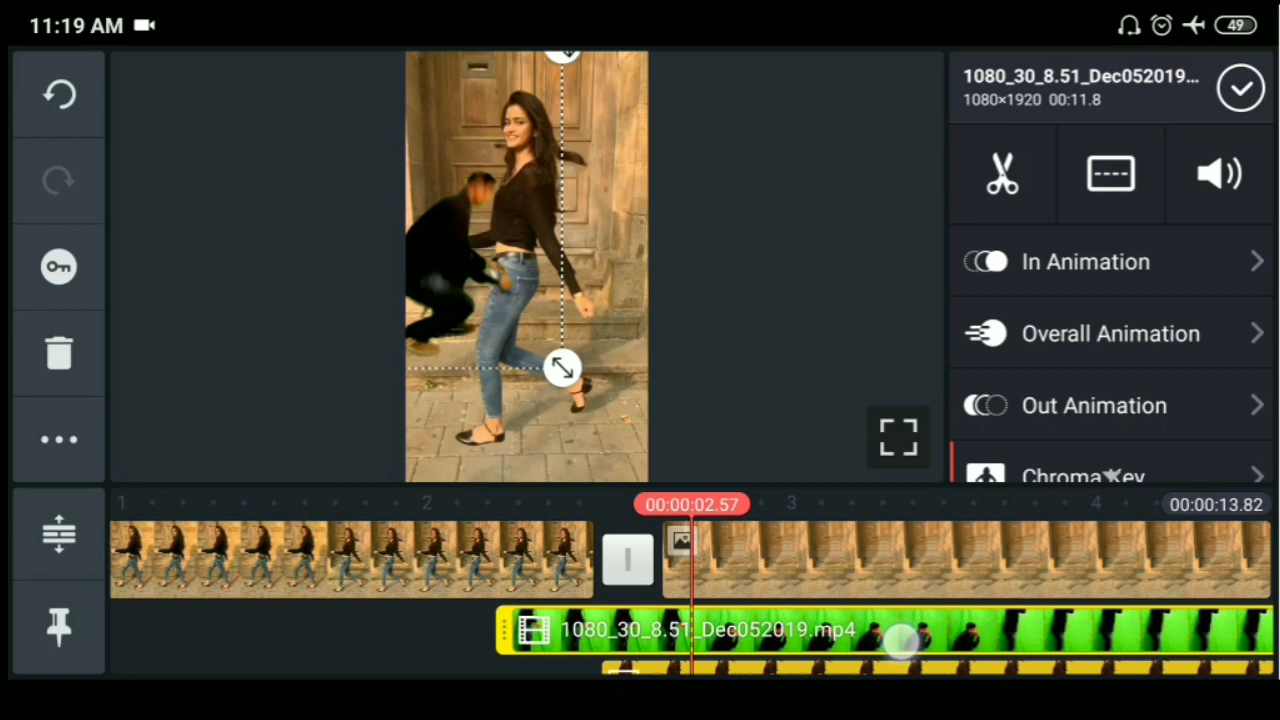 11:19 AM
49
1080_30_8.51_Dec052019...
1080×1920 00:11.8
In Animation
Overall Animation
Out Animation
Chroma Key
1
2
00:00:02.57
3
4
00:00:13.82
1080_30_8.51_Dec052019.mp4